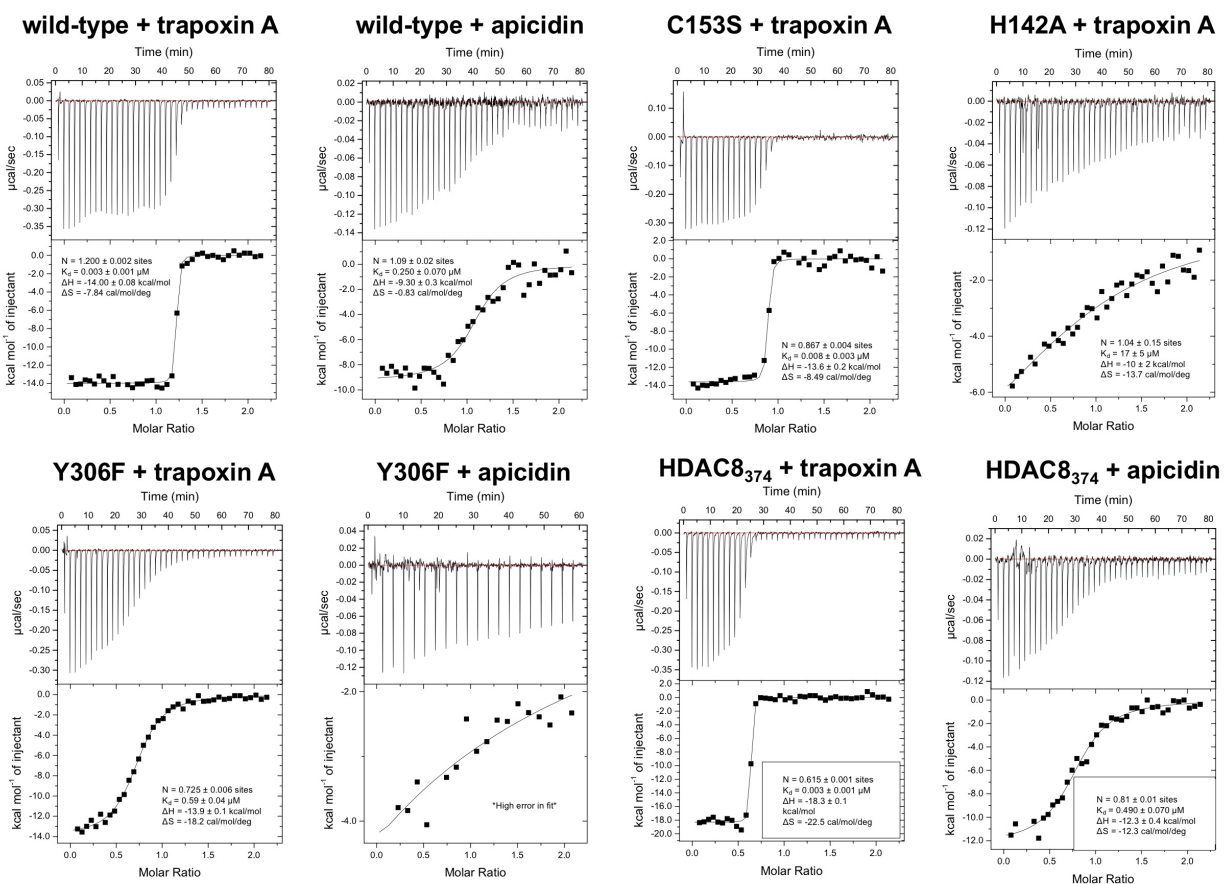 wild-type + trapoxin A
Time (min)
0 10 20 30 40 50 60 70 80
0.05
0.00
-0.05
-0.10
-0.15
-0.20
-0.25
-0.30
-0.35
µcal/sec
0.0
-2.0
-4.0
-6.0
-8.0
-10.0
-12.0
-14.0
kcal mol⁻¹ of injectant
N = 1.200 ± 0.002 sites
K_d = 0.003 ± 0.001 µM
ΔH = -14.00 ± 0.08 kcal/mol
ΔS = -7.84 cal/mol/deg
0.0 0.5 1.0 1.5 2.0
Molar Ratio
wild-type + apicidin
Time (min)
0 10 20 30 40 50 60 70 80
0.02
0.00
-0.02
-0.04
-0.06
-0.08
-0.10
-0.12
-0.14
µcal/sec
0.0
-2.0
-4.0
-6.0
-8.0
-10.0
kcal mol⁻¹ of injectant
N = 1.09 ± 0.02 sites
K_d = 0.250 ± 0.070 µM
ΔH = -9.30 ± 0.3 kcal/mol
ΔS = -0.83 cal/mol/deg
0.0 0.5 1.0 1.5 2.0
Molar Ratio
C153S + trapoxin A
Time (min)
0 10 20 30 40 50 60 70 80
0.10
0.00
-0.10
-0.20
-0.30
µcal/sec
2.0
0.0
-2.0
-4.0
-6.0
-8.0
-10.0
-12.0
-14.0
kcal mol⁻¹ of injectant
N = 0.867 ± 0.004 sites
K_d = 0.008 ± 0.003 µM
ΔH = -13.6 ± 0.2 kcal/mol
ΔS = -8.49 cal/mol/deg
0.0 0.5 1.0 1.5 2.0
Molar Ratio
H142A + trapoxin A
Time (min)
0 10 20 30 40 50 60 70 80
0.00
-0.02
-0.04
-0.06
-0.08
-0.10
-0.12
µcal/sec
-2.0
-4.0
-6.0
kcal mol⁻¹ of injectant
N = 1.04 ± 0.15 sites
K_d = 17 ± 5 µM
ΔH = -10 ± 2 kcal/mol
ΔS = -13.7 cal/mol/deg
0.0 0.5 1.0 1.5 2.0
Molar Ratio
Y306F + trapoxin A
Time (min)
0 10 20 30 40 50 60 70 80
0.05
0.00
-0.05
-0.10
-0.15
-0.20
-0.25
-0.30
µcal/sec
0.0
-2.0
-4.0
-6.0
-8.0
-10.0
-12.0
-14.0
kcal mol⁻¹ of injectant
N = 0.725 ± 0.006 sites
K_d = 0.59 ± 0.04 µM
ΔH = -13.9 ± 0.1 kcal/mol
ΔS = -18.2 cal/mol/deg
0.0 0.5 1.0 1.5 2.0
Molar Ratio
Y306F + apicidin
Time (min)
0 10 20 30 40 50 60
0.04
0.02
0.00
-0.02
-0.04
-0.06
-0.08
-0.10
-0.12
µcal/sec
-2.0
-3.0
-4.0
kcal mol⁻¹ of injectant
"High error in fit"
0.0 0.5 1.0 1.5 2.0
Molar Ratio
HDAC8₃₇₄ + trapoxin A
Time (min)
0 10 20 30 40 50 60 70 80
0.05
0.00
-0.05
-0.10
-0.15
-0.20
-0.25
-0.30
-0.35
µcal/sec
2.0
0.0
-2.0
-4.0
-6.0
-8.0
-10.0
-12.0
-14.0
-16.0
-18.0
-20.0
kcal mol⁻¹ of injectant
N = 0.615 ± 0.001 sites
K_d = 0.003 ± 0.001 µM
ΔH = -18.3 ± 0.1
kcal/mol
ΔS = -22.5 cal/mol/deg
0.0 0.5 1.0 1.5 2.0
Molar Ratio
HDAC8₃₇₄ + apicidin
Time (min)
0 10 20 30 40 50 60 70 80
0.02
0.00
-0.02
-0.04
-0.06
-0.08
-0.10
-0.12
µcal/sec
0.0
-2.0
-4.0
-6.0
-8.0
-10.0
-12.0
kcal mol⁻¹ of injectant
N = 0.81 ± 0.01 sites
K_d = 0.490 ± 0.070 µM
ΔH = -12.3 ± 0.4 kcal/mol
ΔS = -12.3 cal/mol/deg
0.0 0.5 1.0 1.5 2.0
Molar Ratio